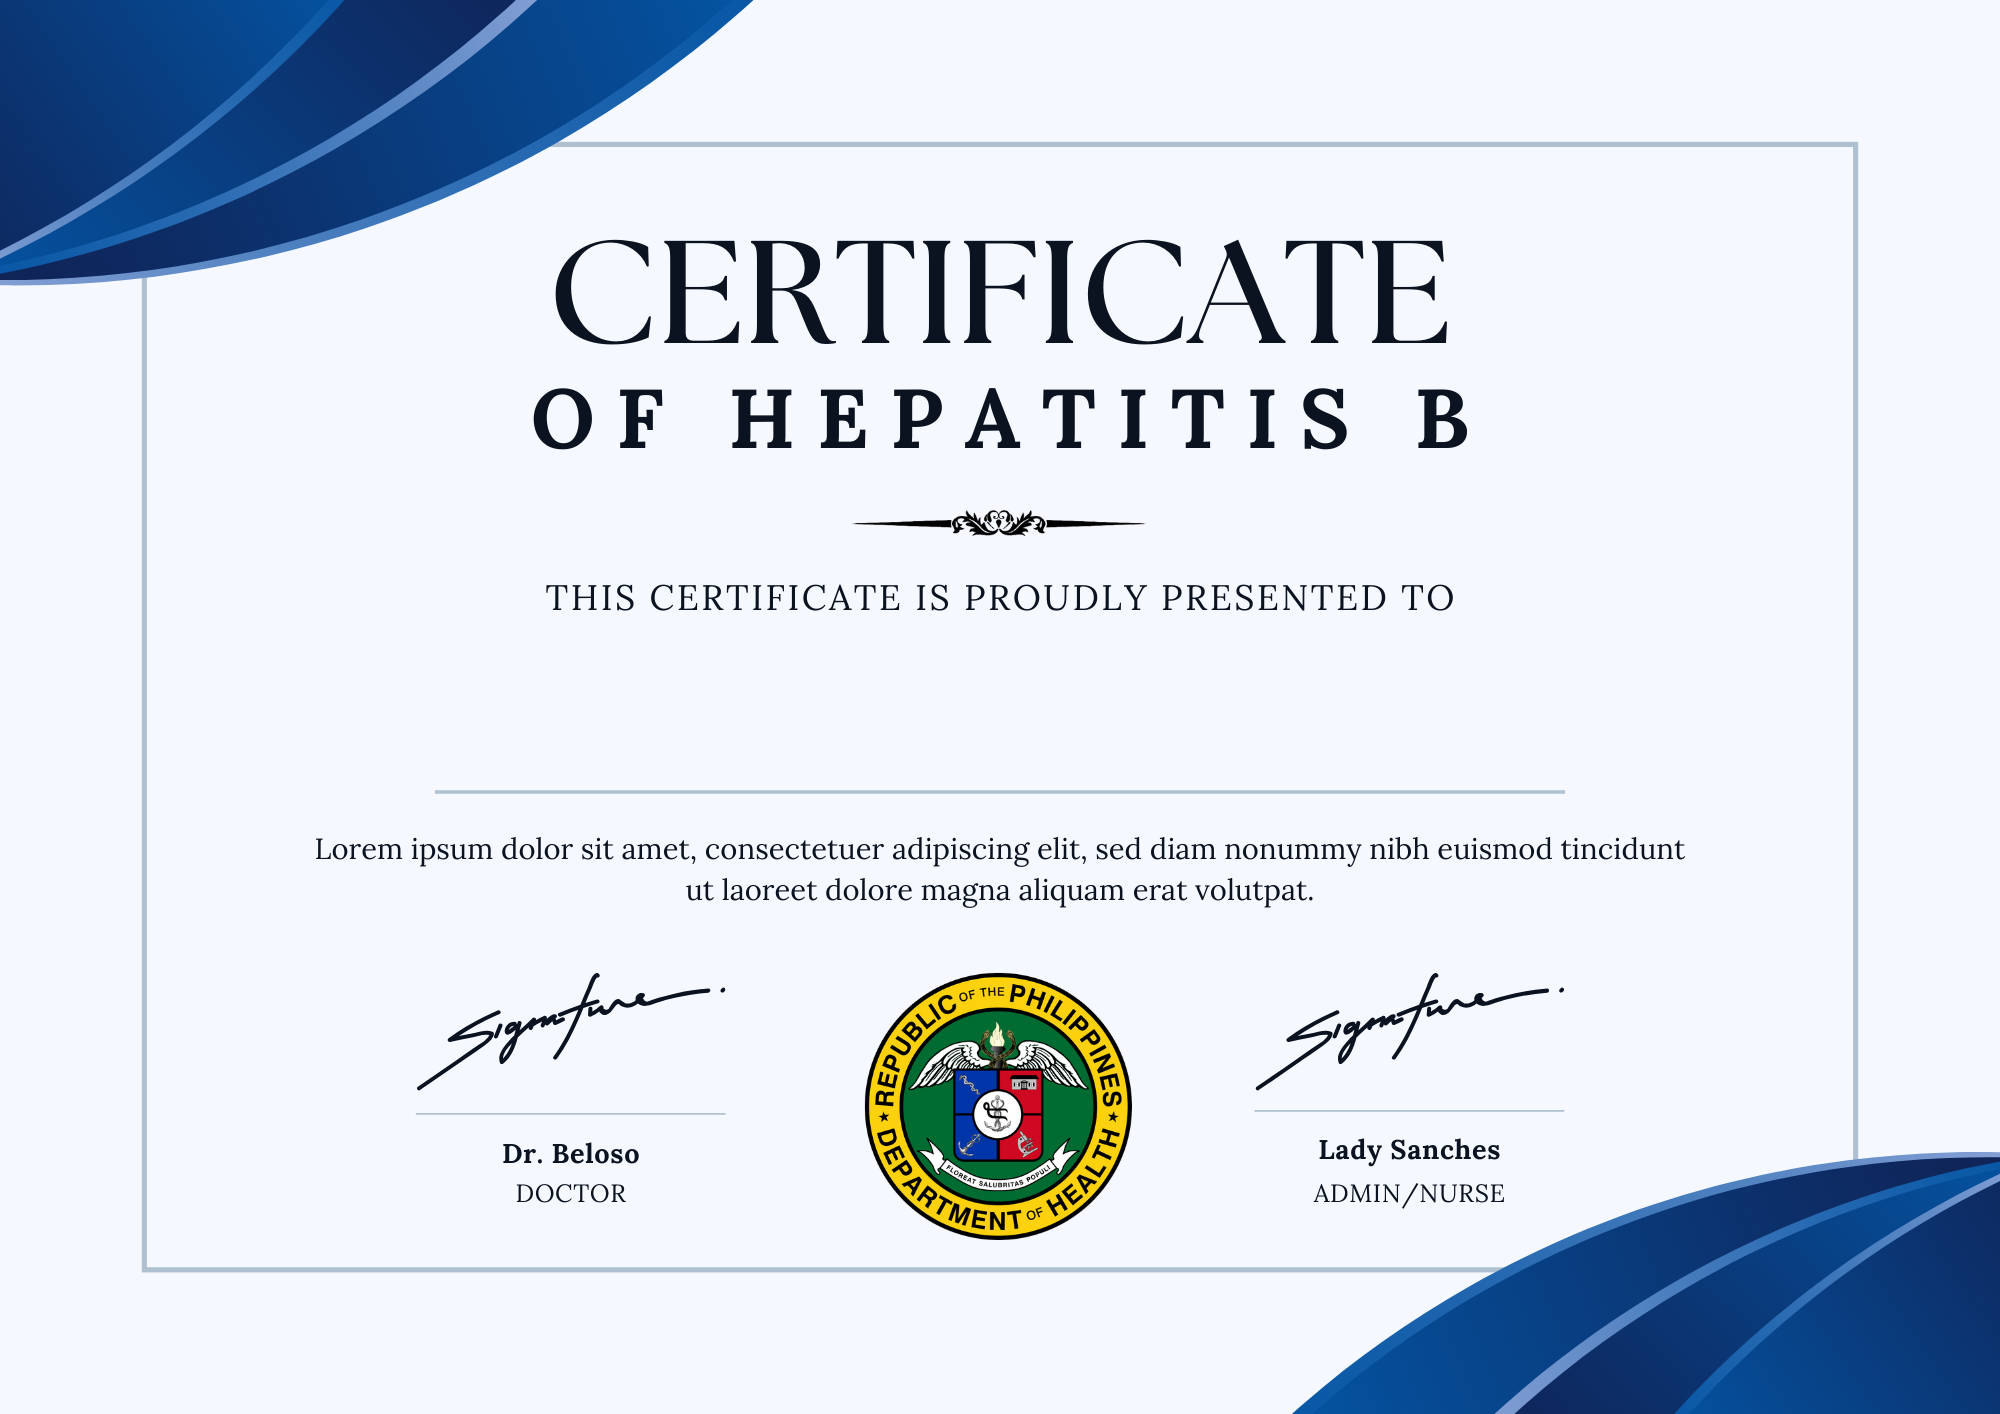 CERTIFICATE
OF HEPATITIS B
THIS CERTIFICATE IS PROUDLY PRESENTED TO
Lorem ipsum dolor sit amet, consectetuer adipiscing elit, sed diam nonummy nibh euismod tincidunt
ut laoreet dolore magna aliquam erat volutpat.
Signature
Dr. Beloso
DOCTOR
REPUBLIC OF THE PHILIPPINES
FLOREAT SALUBRITAS POPULI
DEPARTMENT OF HEALTH
Signature
Lady Sanches
ADMIN/NURSE